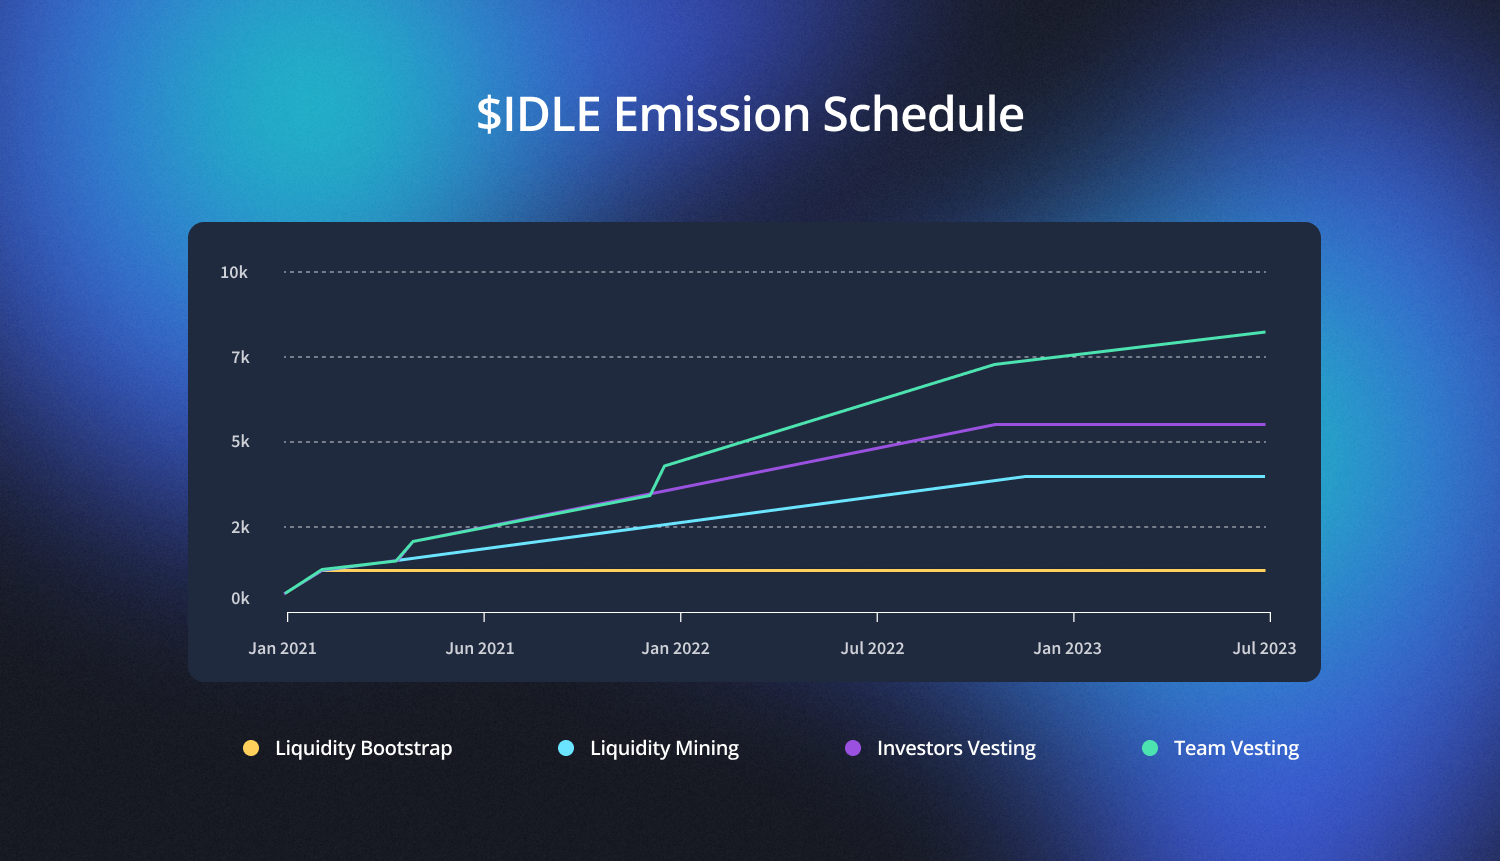 $IDLE Emission Schedule
10k
7k
5k
2k
0k
Jan 2021 Jun 2021 Jan 2022 Jul 2022 Jan 2023 Jul 2023
Liquidity Bootstrap Liquidity Mining Investors Vesting Team Vesting